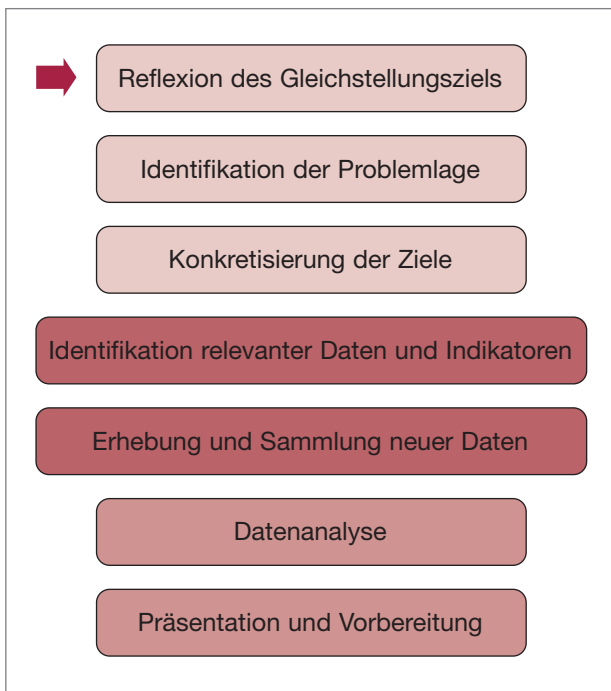 Reflexion des Gleichstellungsziels
Identifikation der Problemlage
Konkretisierung der Ziele
Identifikation relevanter Daten und Indikatoren
Erhebung und Sammlung neuer Daten
Datenanalyse
Präsentation und Vorbereitung